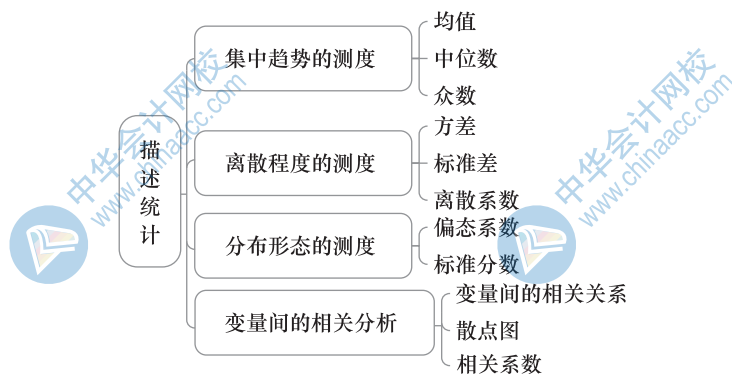 描述统计
集中趋势的测度
均值
中位数
众数
离散程度的测度
方差
标准差
离散系数
分布形态的测度
偏态系数
标准分数
变量间的相关分析
变量间的相关关系
散点图
相关系数
中华会计网校
www.chinaacc.com
中华会计网校
www.chinaacc.com